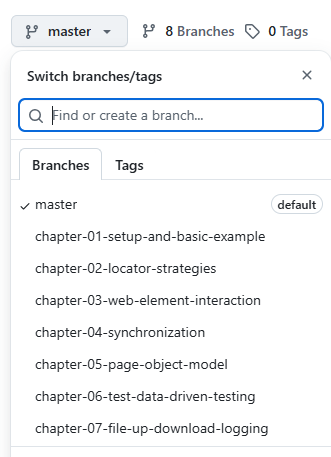 master 8 Branches 0 Tags
Switch branches/tags
Find or create a branch...
Branches Tags
master default
chapter-01-setup-and-basic-example
chapter-02-locator-strategies
chapter-03-web-element-interaction
chapter-04-synchronization
chapter-05-page-object-model
chapter-06-test-data-driven-testing
chapter-07-file-up-download-logging